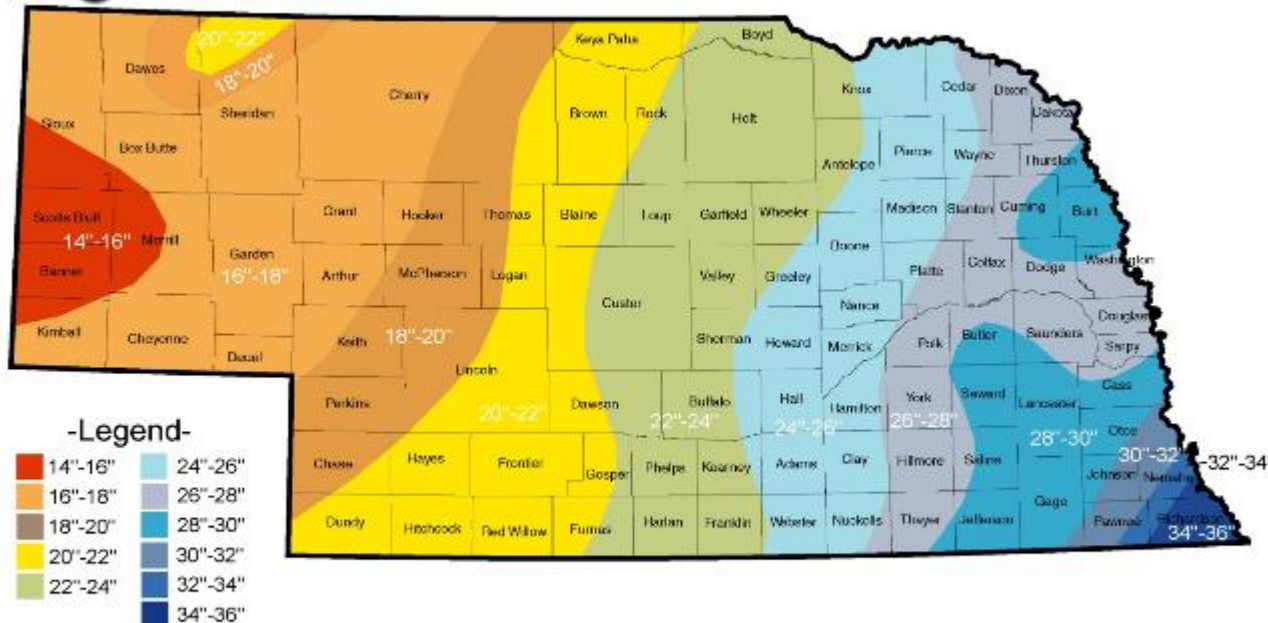 Keya Paha
Boyd
20"-22"
Dawes
18"-20"
Cherry
Knox
Cedar
Dixon
Dakota
Sioux
Sheridan
Brown
Rock
Holt
Box Butte
Antelope
Pierce
Wayne
Thurston
Scotts Bluff
Morrill
14"-16"
Grant
Hooker
Thomas
Blaine
Loup
Garfield
Wheeler
Madison
Stanton
Cuming
Burt
Banner
Garden
16"-18"
Arthur
McPherson
Logan
Custer
Valley
Greeley
Boone
Platte
Colfax
Dodge
Washington
Nance
Kimball
Cheyenne
Deuel
Keith
18"-20"
Lincoln
Sherman
Howard
Merrick
Polk
Butler
Saunders
Douglas
Sarpy
Perkins
20"-22"
Dawson
Buffalo
22"-24"
Hall
24"-26"
Hamilton
York
26"-28"
Seward
Lancaster
28"-30"
Cass
Otoe
30"-32"
Chase
Hayes
Frontier
Gosper
Phelps
Kearney
Adams
Clay
Fillmore
Saline
Gage
Johnson
Nemaha
32"-34"
Dundy
Hitchcock
Red Willow
Furnas
Harlan
Franklin
Webster
Nuckolls
Thayer
Jefferson
Pawnee
Richardson
34"-36"
-Legend-
14"-16"
16"-18"
18"-20"
20"-22"
22"-24"
24"-26"
26"-28"
28"-30"
30"-32"
32"-34"
34"-36"